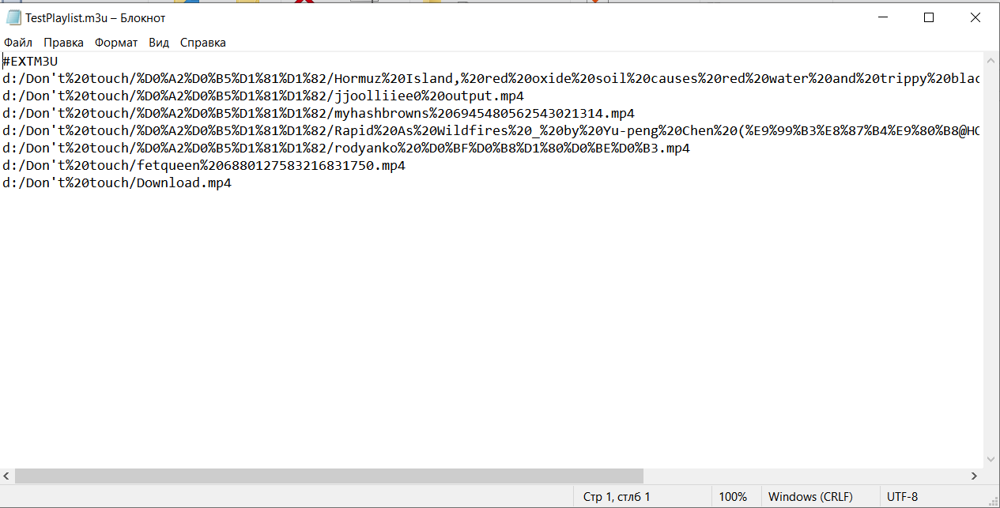 TestPlaylist.m3u – Блокнот
Файл Правка Формат Вид Справка
#EXTM3U
d:/Don't%20touch/%D0%A2%D0%B5%D1%81%D1%82/Hormuz%20Island,%20red%20oxide%20soil%20causes%20red%20water%20and%20trippy%20blac
d:/Don't%20touch/%D0%A2%D0%B5%D1%81%D1%82/jjoolliiee0%20output.mp4
d:/Don't%20touch/%D0%A2%D0%B5%D1%81%D1%82/myhashbrowns%206945480562543021314.mp4
d:/Don't%20touch/%D0%A2%D0%B5%D1%81%D1%82/Rapid%20As%20Wildfires%20_%20by%20Yu-peng%20Chen%20(%E9%99%B3%E8%87%B4%E9%80%B8@HO
d:/Don't%20touch/%D0%A2%D0%B5%D1%81%D1%82/rodyanko%20%D0%BF%D0%B8%D1%80%D0%BE%D0%B3.mp4
d:/Don't%20touch/fetqueen%206880127583216831750.mp4
d:/Don't%20touch/Download.mp4
Стр 1, стлб 1 100% Windows (CRLF) UTF-8